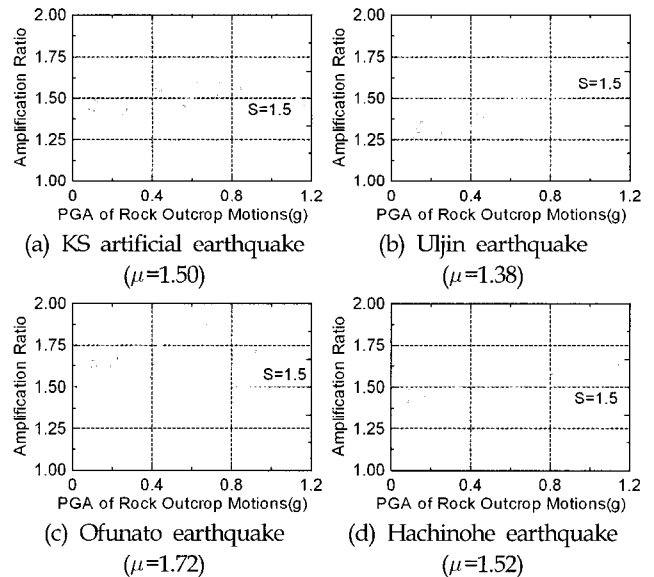 2.00
1.75
1.50
1.25
1.00
Amplification Ratio
S=1.5
0 0.4 0.8 1.2
PGA of Rock Outcrop Motions(g)
(a) KS artificial earthquake
(μ=1.50)
2.00
1.75
1.50
1.25
1.00
Amplification Ratio
S=1.5
0 0.4 0.8 1.2
PGA of Rock Outcrop Motions(g)
(b) Uljin earthquake
(μ=1.38)
2.00
1.75
1.50
1.25
1.00
Amplification Ratio
S=1.5
0 0.4 0.8 1.2
PGA of Rock Outcrop Motions(g)
(c) Ofunato earthquake
(μ=1.72)
2.00
1.75
1.50
1.25
1.00
Amplification Ratio
S=1.5
0 0.4 0.8 1.2
PGA of Rock Outcrop Motions(g)
(d) Hachinohe earthquake
(μ=1.52)